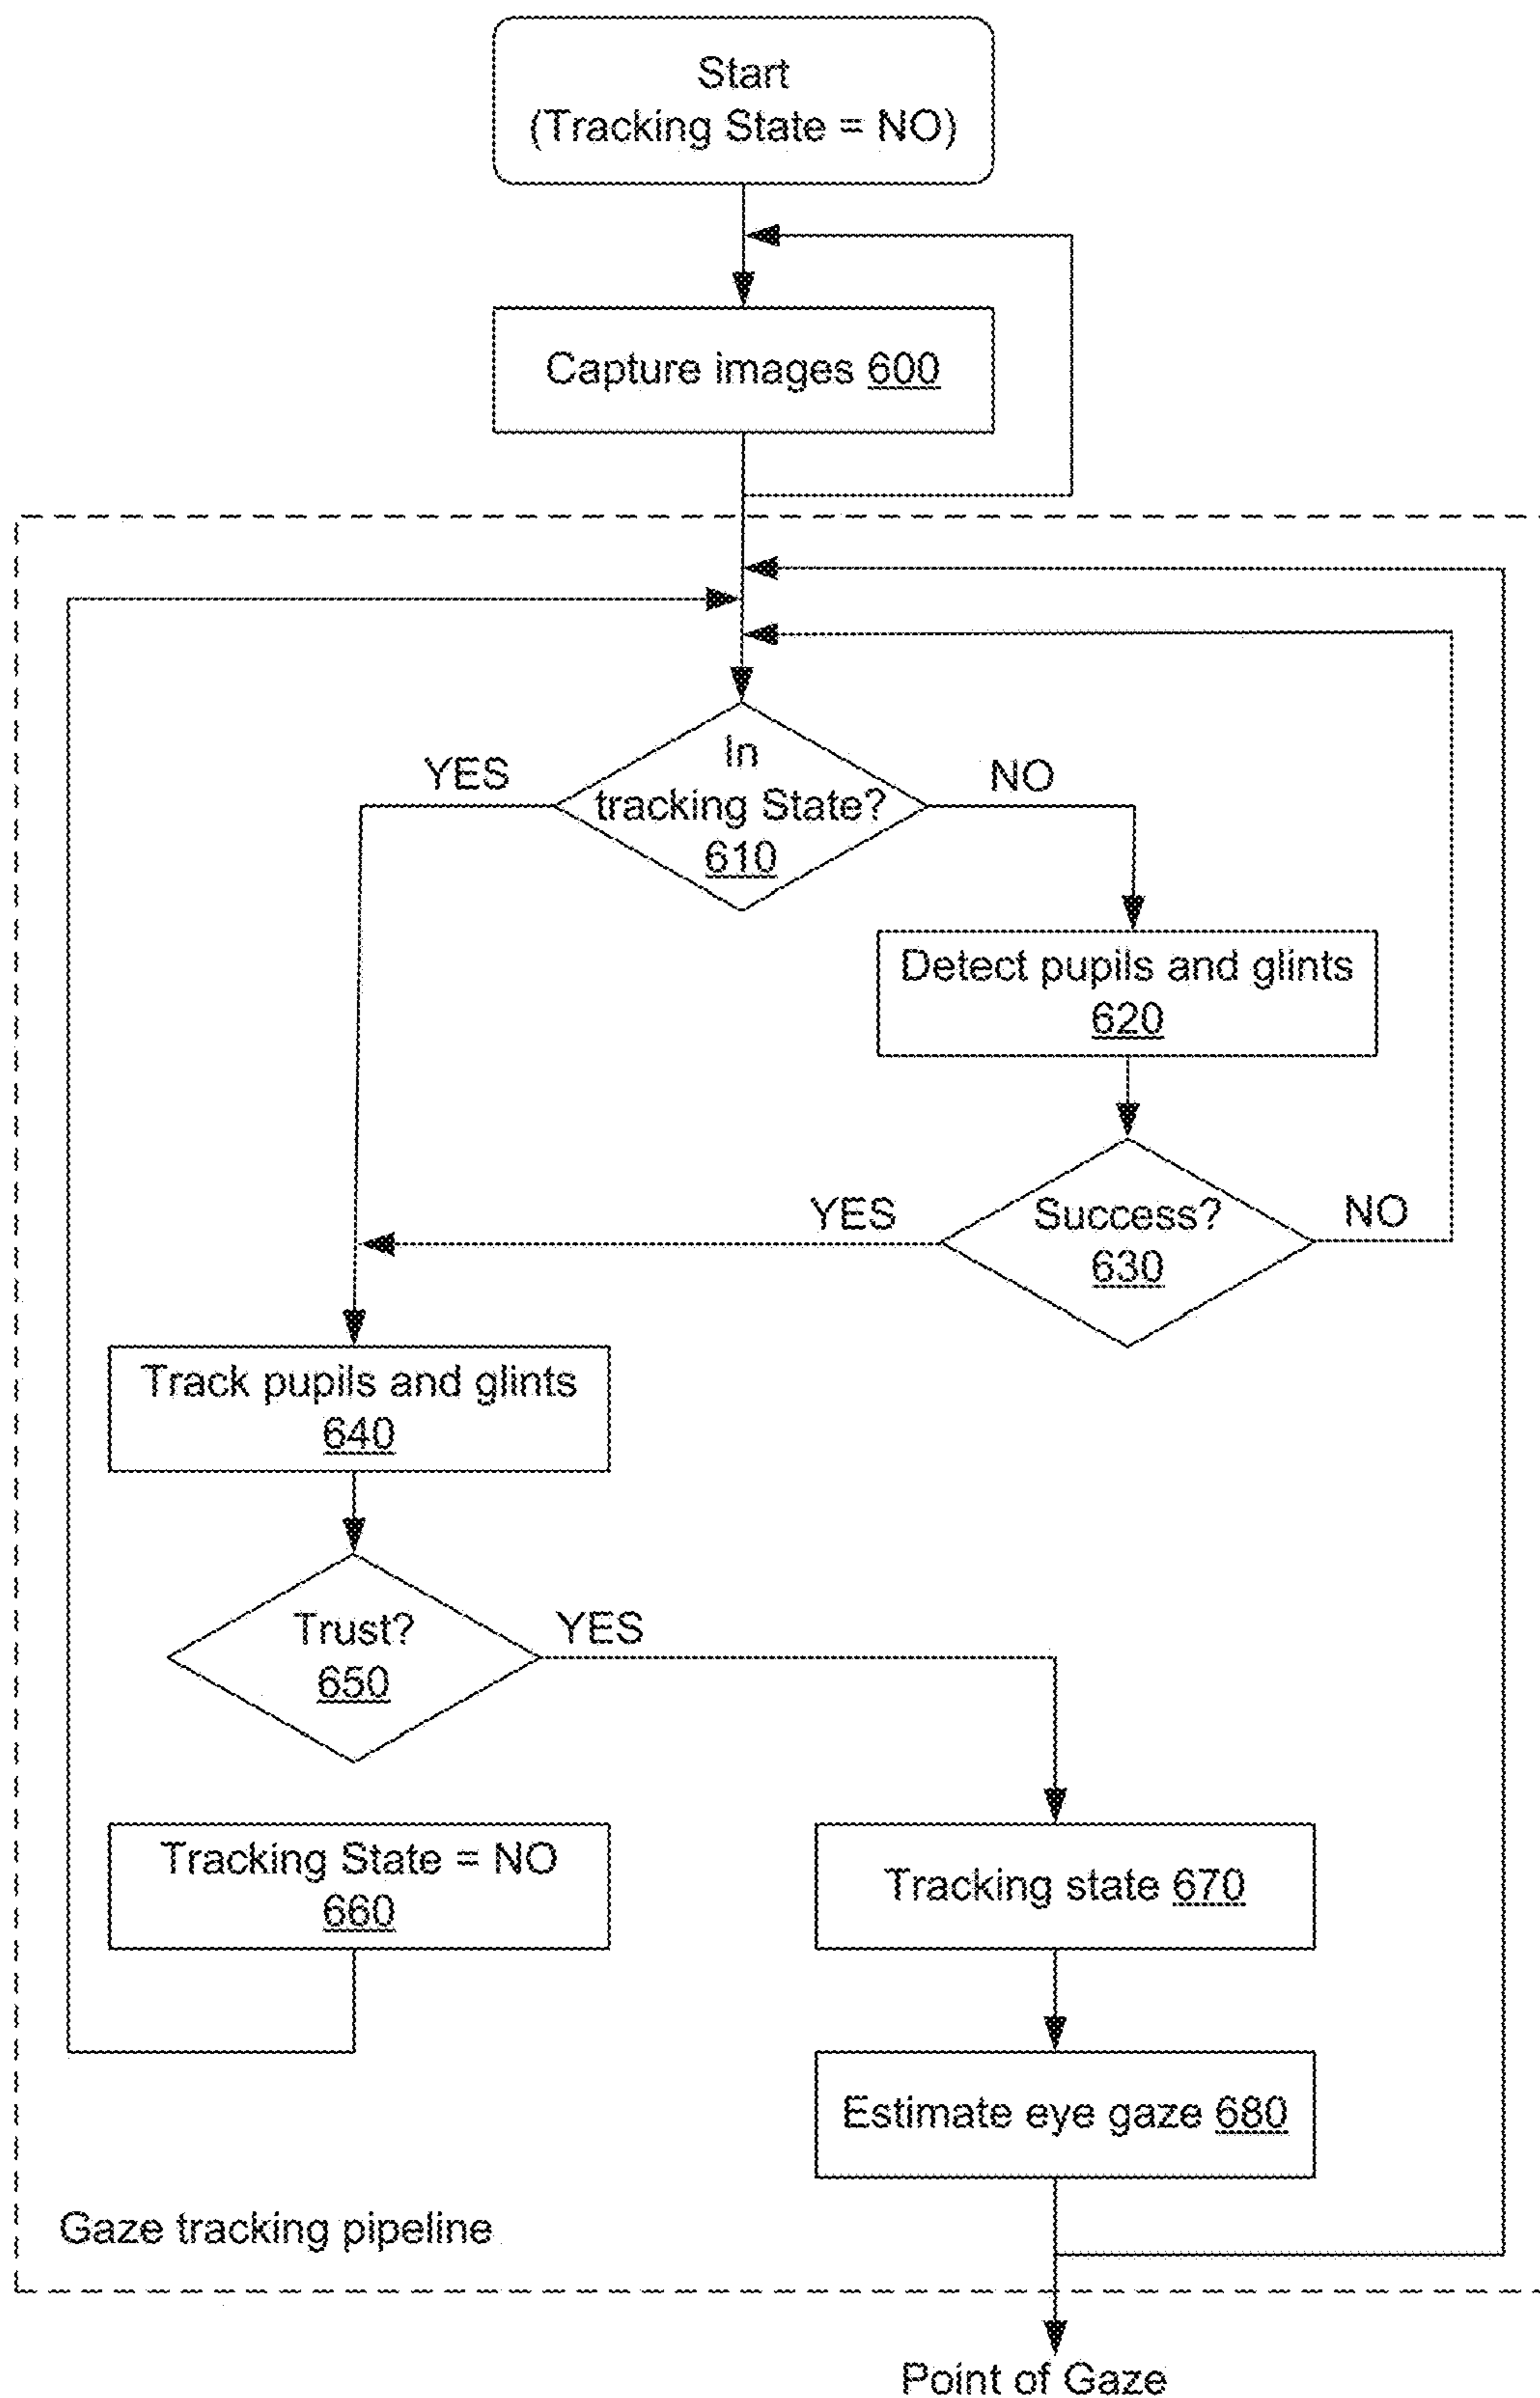 Start
(Tracking State = NO)
Capture images 600
In
tracking State?
610
YES
NO
Detect pupils and glints
620
Success?
630
YES
NO
Track pupils and glints
640
Trust?
650
YES
Tracking State = NO
660
Tracking state 670
Estimate eye gaze 680
Gaze tracking pipeline
Point of Gaze